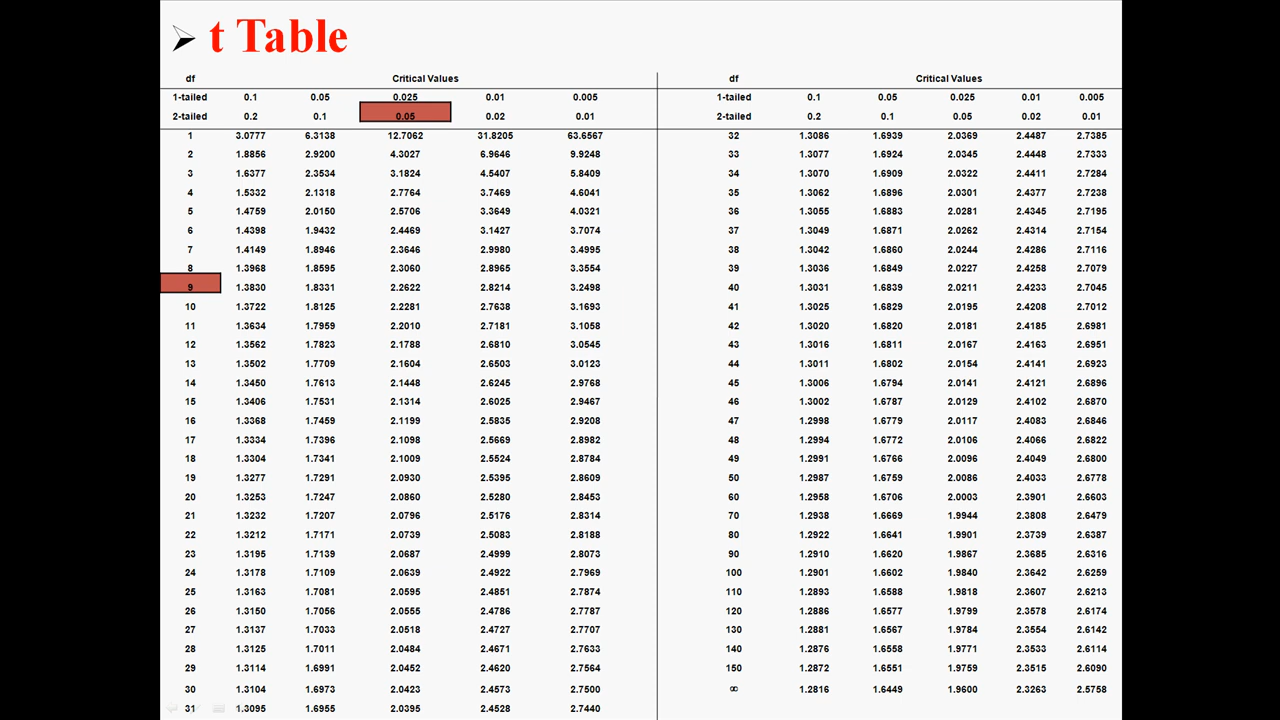 t Table
df Critical Values
1-tailed 0.1 0.05 0.025 0.01 0.005
2-tailed 0.2 0.1 0.05 0.02 0.01
1 3.0777 6.3138 12.7062 31.8205 63.6567
2 1.8856 2.9200 4.3027 6.9646 9.9248
3 1.6377 2.3534 3.1824 4.5407 5.8409
4 1.5332 2.1318 2.7764 3.7469 4.6041
5 1.4759 2.0150 2.5706 3.3649 4.0321
6 1.4398 1.9432 2.4469 3.1427 3.7074
7 1.4149 1.8946 2.3646 2.9980 3.4995
8 1.3968 1.8595 2.3060 2.8965 3.3554
9 1.3830 1.8331 2.2622 2.8214 3.2498
10 1.3722 1.8125 2.2281 2.7638 3.1693
11 1.3634 1.7959 2.2010 2.7181 3.1058
12 1.3562 1.7823 2.1788 2.6810 3.0545
13 1.3502 1.7709 2.1604 2.6503 3.0123
14 1.3450 1.7613 2.1448 2.6245 2.9768
15 1.3406 1.7531 2.1314 2.6025 2.9467
16 1.3368 1.7459 2.1199 2.5835 2.9208
17 1.3334 1.7396 2.1098 2.5669 2.8982
18 1.3304 1.7341 2.1009 2.5524 2.8784
19 1.3277 1.7291 2.0930 2.5395 2.8609
20 1.3253 1.7247 2.0860 2.5280 2.8453
21 1.3232 1.7207 2.0796 2.5176 2.8314
22 1.3212 1.7171 2.0739 2.5083 2.8188
23 1.3195 1.7139 2.0687 2.4999 2.8073
24 1.3178 1.7109 2.0639 2.4922 2.7969
25 1.3163 1.7081 2.0595 2.4851 2.7874
26 1.3150 1.7056 2.0555 2.4786 2.7787
27 1.3137 1.7033 2.0518 2.4727 2.7707
28 1.3125 1.7011 2.0484 2.4671 2.7633
29 1.3114 1.6991 2.0452 2.4620 2.7564
30 1.3104 1.6973 2.0423 2.4573 2.7500
31 1.3095 1.6955 2.0395 2.4528 2.7440
df Critical Values
1-tailed 0.1 0.05 0.025 0.01 0.005
2-tailed 0.2 0.1 0.05 0.02 0.01
32 1.3086 1.6939 2.0369 2.4487 2.7385
33 1.3077 1.6924 2.0345 2.4448 2.7333
34 1.3070 1.6909 2.0322 2.4411 2.7284
35 1.3062 1.6896 2.0301 2.4377 2.7238
36 1.3055 1.6883 2.0281 2.4345 2.7195
37 1.3049 1.6871 2.0262 2.4314 2.7154
38 1.3042 1.6860 2.0244 2.4286 2.7116
39 1.3036 1.6849 2.0227 2.4258 2.7079
40 1.3031 1.6839 2.0211 2.4233 2.7045
41 1.3025 1.6829 2.0195 2.4208 2.7012
42 1.3020 1.6820 2.0181 2.4185 2.6981
43 1.3016 1.6811 2.0167 2.4163 2.6951
44 1.3011 1.6802 2.0154 2.4141 2.6923
45 1.3006 1.6794 2.0141 2.4121 2.6896
46 1.3002 1.6787 2.0129 2.4102 2.6870
47 1.2998 1.6779 2.0117 2.4083 2.6846
48 1.2994 1.6772 2.0106 2.4066 2.6822
49 1.2991 1.6766 2.0096 2.4049 2.6800
50 1.2987 1.6759 2.0086 2.4033 2.6778
60 1.2958 1.6706 2.0003 2.3901 2.6603
70 1.2938 1.6669 1.9944 2.3808 2.6479
80 1.2922 1.6641 1.9901 2.3739 2.6387
90 1.2910 1.6620 1.9867 2.3685 2.6316
100 1.2901 1.6602 1.9840 2.3642 2.6259
110 1.2893 1.6588 1.9818 2.3607 2.6213
120 1.2886 1.6577 1.9799 2.3578 2.6174
130 1.2881 1.6567 1.9784 2.3554 2.6142
140 1.2876 1.6558 1.9771 2.3533 2.6114
150 1.2872 1.6551 1.9759 2.3515 2.6090
∞ 1.2816 1.6449 1.9600 2.3263 2.5758